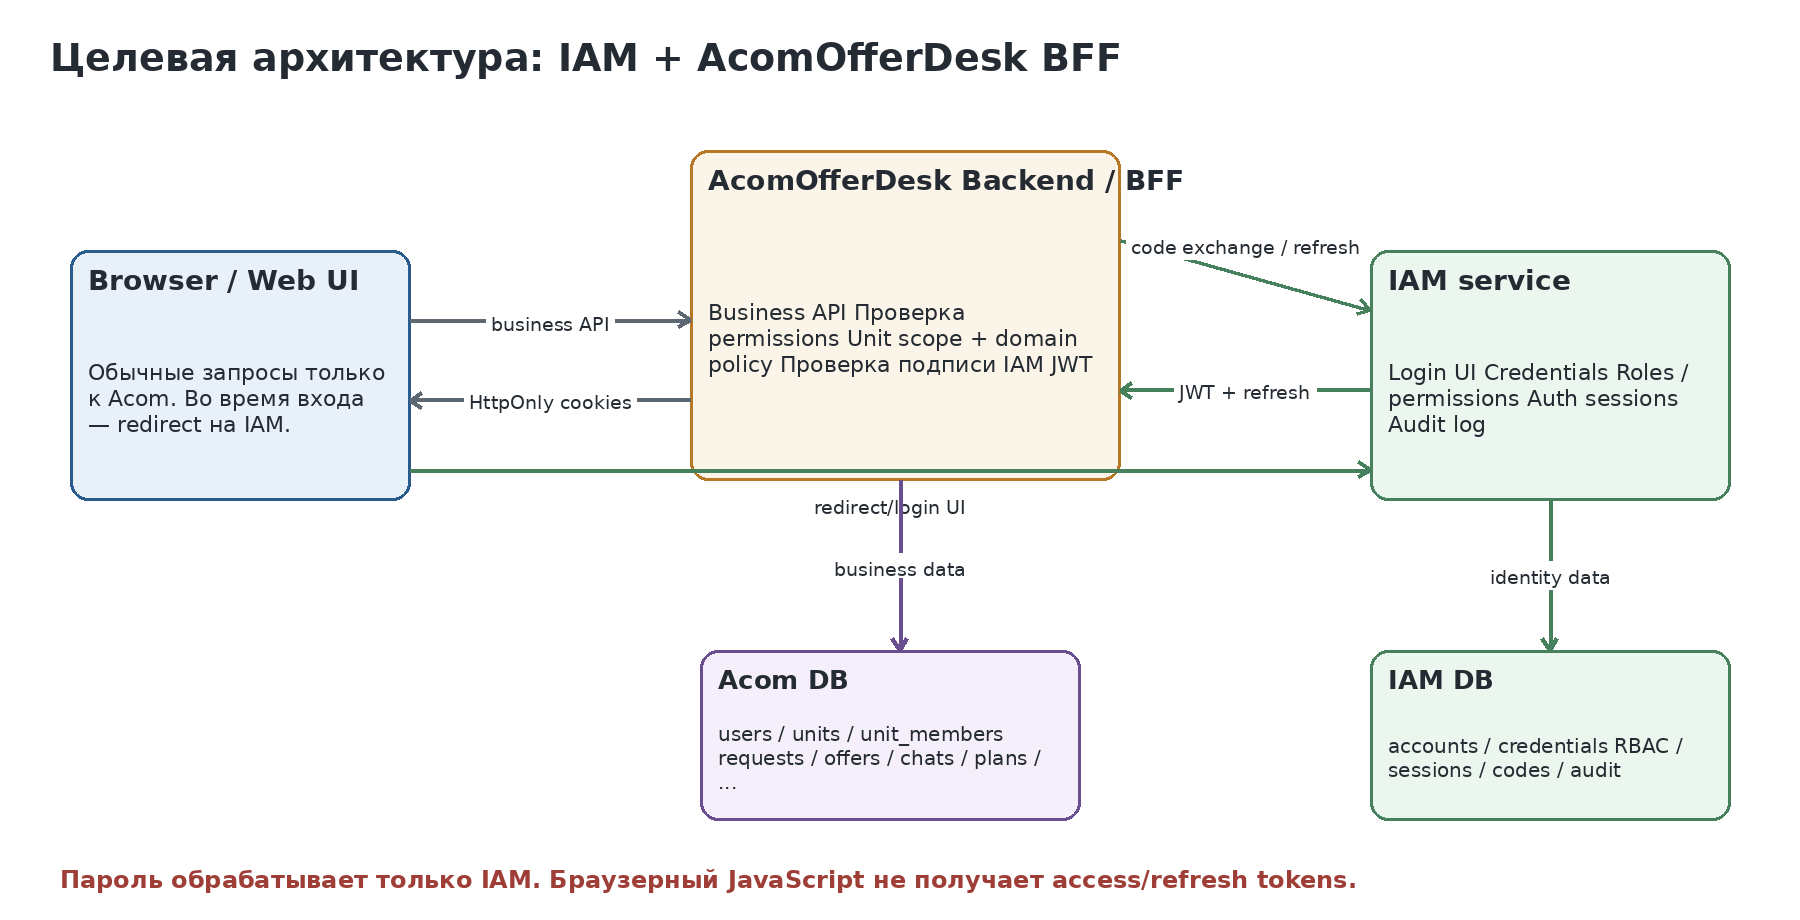 Целевая архитектура: IAM + AcomOfferDesk BFF
AcomOfferDesk Backend / BFF
Business API Проверка
permissions Unit scope + domain
policy Проверка подписи IAM JWT
Browser / Web UI
Обычные запросы только
к Acom. Во время входа
— redirect на IAM.
business API
HttpOnly cookies
code exchange / refresh
JWT + refresh
IAM service
Login UI Credentials Roles /
permissions Auth sessions
Audit log
redirect/login UI
business data
identity data
Acom DB
users / units / unit_members
requests / offers / chats / plans /
...
IAM DB
accounts / credentials RBAC /
sessions / codes / audit
Пароль обрабатывает только IAM. Браузерный JavaScript не получает access/refresh tokens.